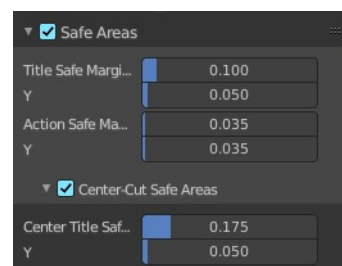 Safe Areas
Title Safe Margi... 0.100
Y 0.050
Action Safe Ma... 0.035
Y 0.035
Center-Cut Safe Areas
Center Title Saf... 0.175
Y 0.050